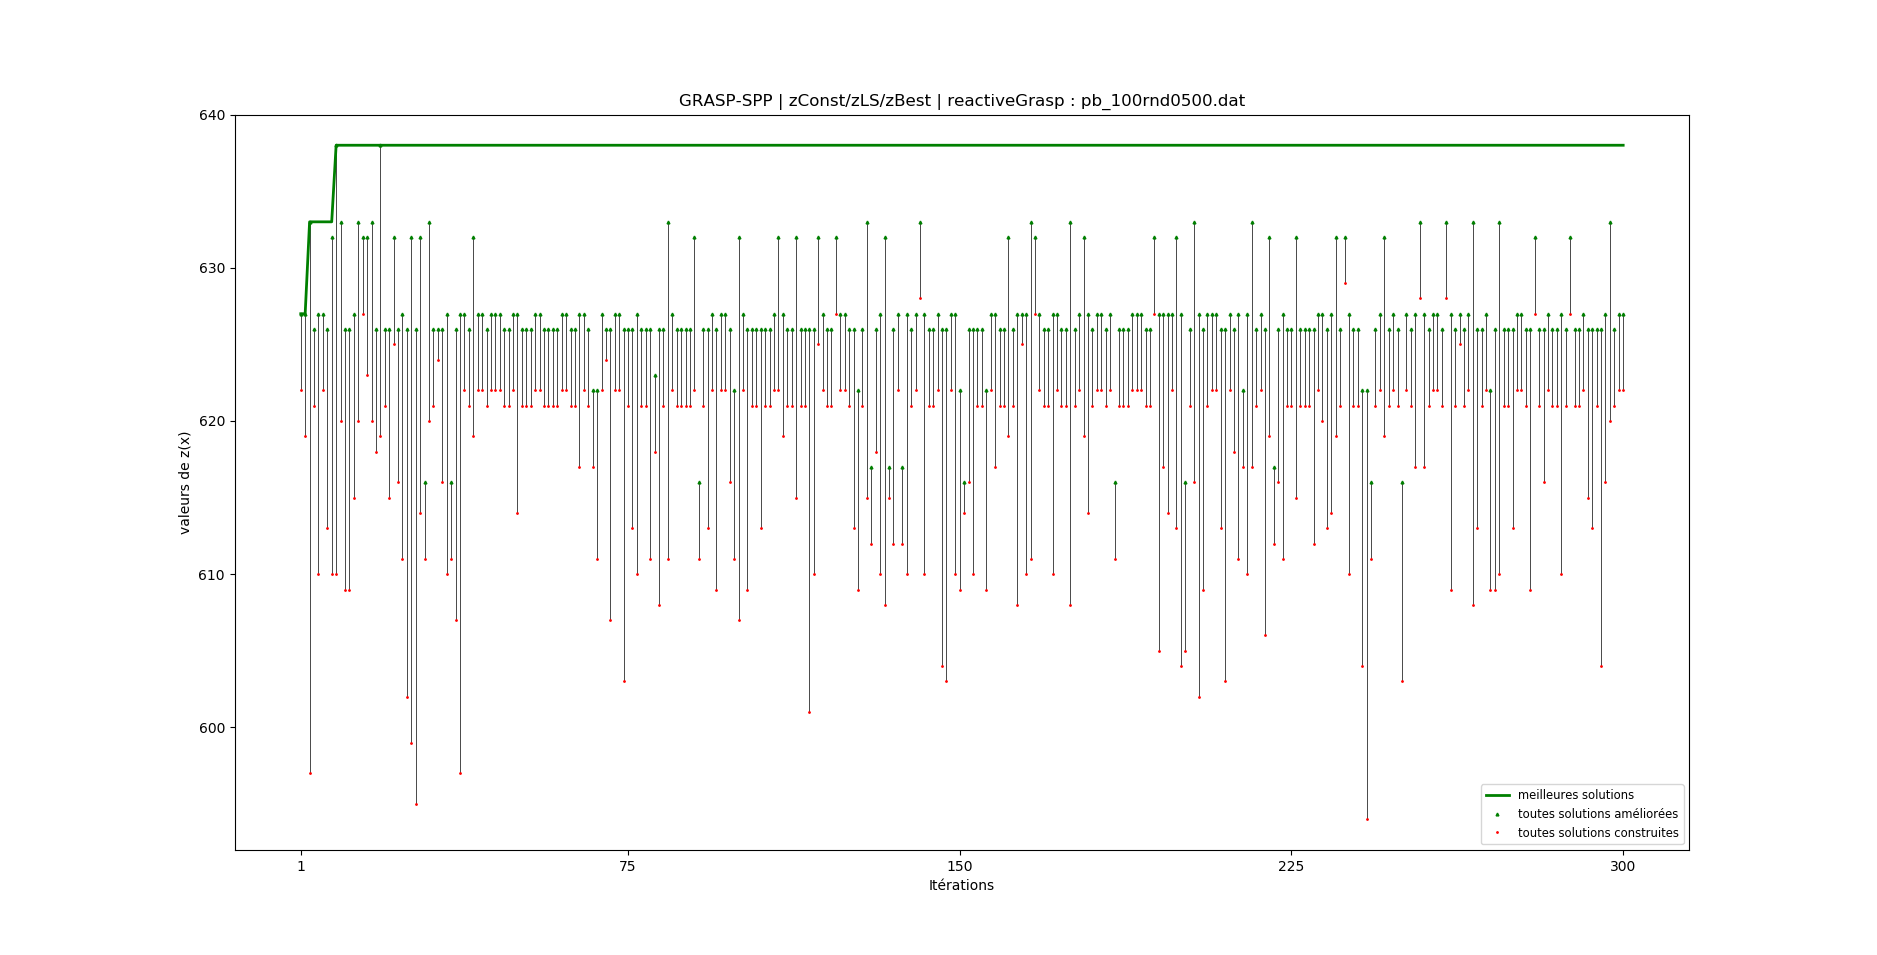 GRASP-SPP | zConst/zLS/zBest | reactiveGrasp : pb_100rnd0500.dat
640
630
620
610
600
valeurs de z(x)
meilleures solutions
toutes solutions améliorées
toutes solutions construites
1 75 150 225 300
Itérations